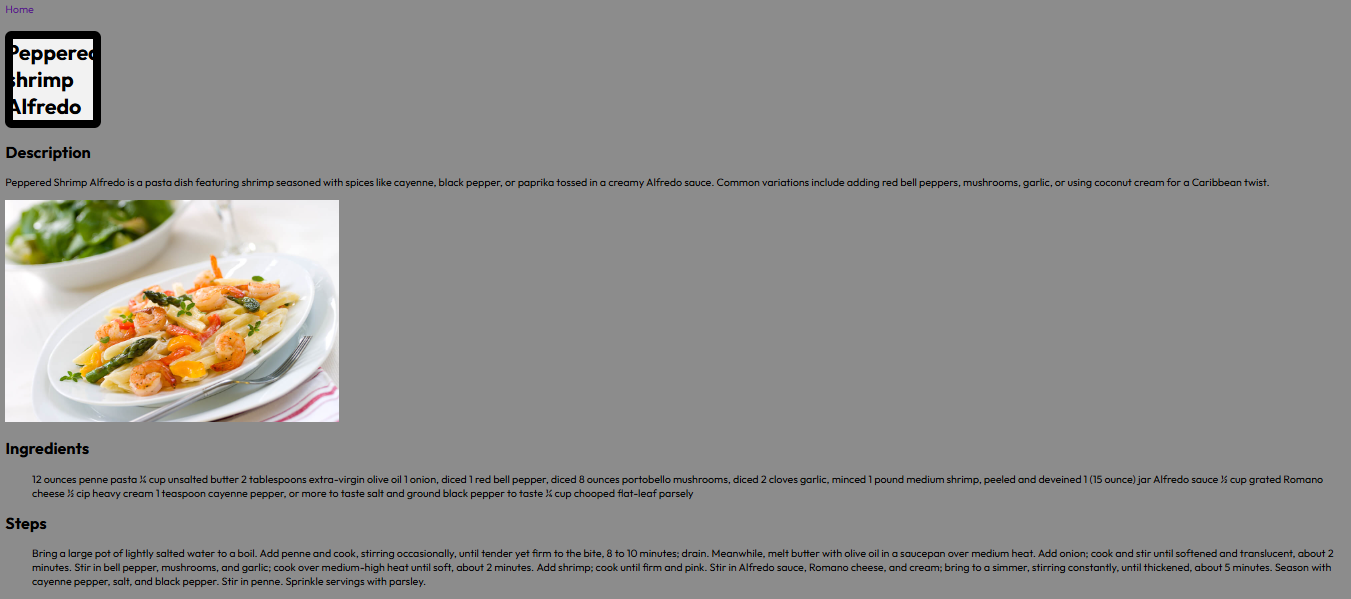 Home
Peppered
shrimp
Alfredo
Description
Peppered Shrimp Alfredo is a pasta dish featuring shrimp seasoned with spices like cayenne, black pepper, or paprika tossed in a creamy Alfredo sauce. Common variations include adding red bell peppers, mushrooms, garlic, or using coconut cream for a Caribbean twist.
Ingredients
12 ounces penne pasta ¼ cup unsalted butter 2 tablespoons extra-virgin olive oil 1 onion, diced 1 red bell pepper, diced 8 ounces portobello mushrooms, diced 2 cloves garlic, minced 1 pound medium shrimp, peeled and deveined 1 (15 ounce) jar Alfredo sauce ½ cup grated Romano
cheese ½ cip heavy cream 1 teaspoon cayenne pepper, or more to taste salt and ground black pepper to taste ¼ cup chooped flat-leaf parsely
Steps
Bring a large pot of lightly salted water to a boil. Add penne and cook, stirring occasionally, until tender yet firm to the bite, 8 to 10 minutes; drain. Meanwhile, melt butter with olive oil in a saucepan over medium heat. Add onion; cook and stir until softened and translucent, about 2
minutes. Stir in bell pepper, mushrooms, and garlic; cook over medium-high heat until soft, about 2 minutes. Add shrimp; cook until firm and pink. Stir in Alfredo sauce, Romano cheese, and cream; bring to a simmer, stirring constantly, until thickened, about 5 minutes. Season with
cayenne pepper, salt, and black pepper. Stir in penne. Sprinkle servings with parsley.